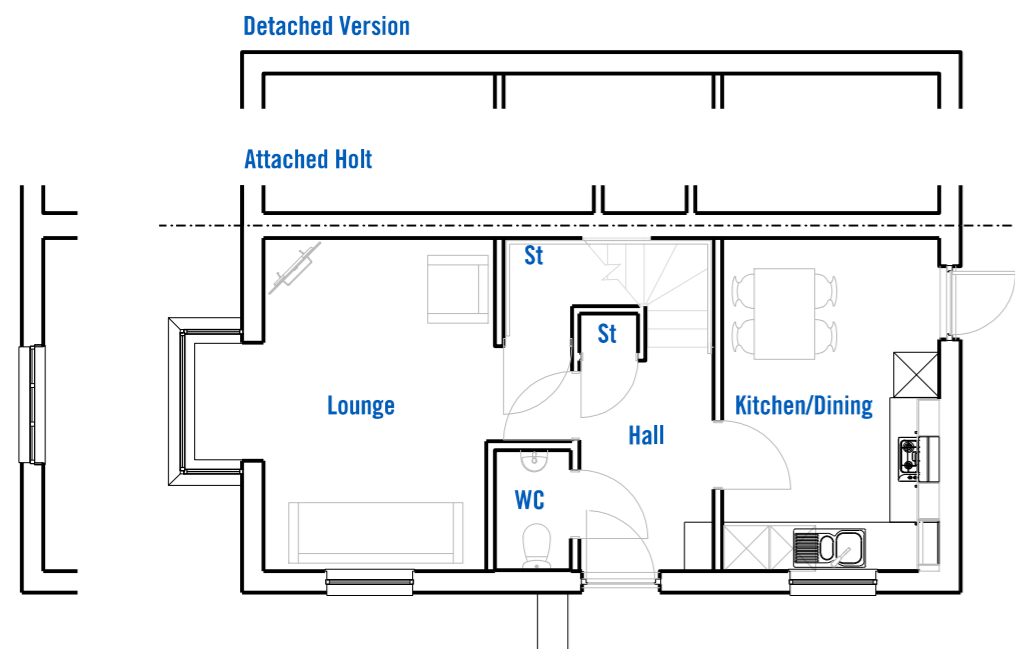 Detached Version
Attached Holt
St
St
Lounge
Kitchen/Dining
Hall
WC